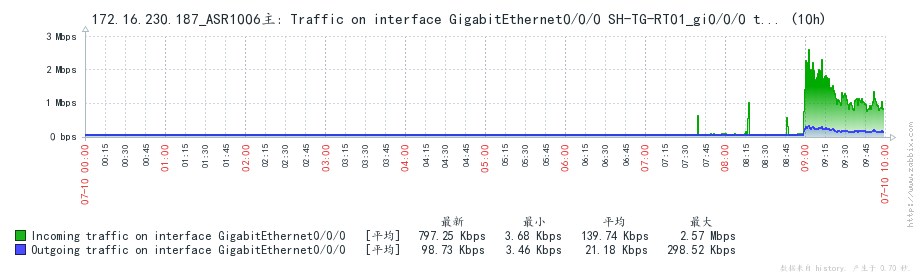 172.16.230.187_ASR1006主: Traffic on interface GigabitEthernet0/0/0 SH-TG-RT01_gi0/0/0 t... (10h)
3 Mbps
2 Mbps
1 Mbps
0 bps
07-10 00:00 00:15 00:30 00:45 01:00 01:15 01:30 01:45 02:00 02:15 02:30 02:45 03:00 03:15 03:30 03:45 04:00 04:15 04:30 04:45 05:00 05:15 05:30 05:45 06:00 06:15 06:30 06:45 07:00 07:15 07:30 07:45 08:00 08:15 08:30 08:45 09:00 09:15 09:30 09:45 07-10 10:00
最新 最小 平均 最大
Incoming traffic on interface GigabitEthernet0/0/0 [平均] 797.25 Kbps 3.68 Kbps 139.74 Kbps 2.57 Mbps
Outgoing traffic on interface GigabitEthernet0/0/0 [平均] 98.73 Kbps 3.46 Kbps 21.18 Kbps 298.52 Kbps
http://www.zabbix.com
数据来自 history. 产生于 0.70 秒.